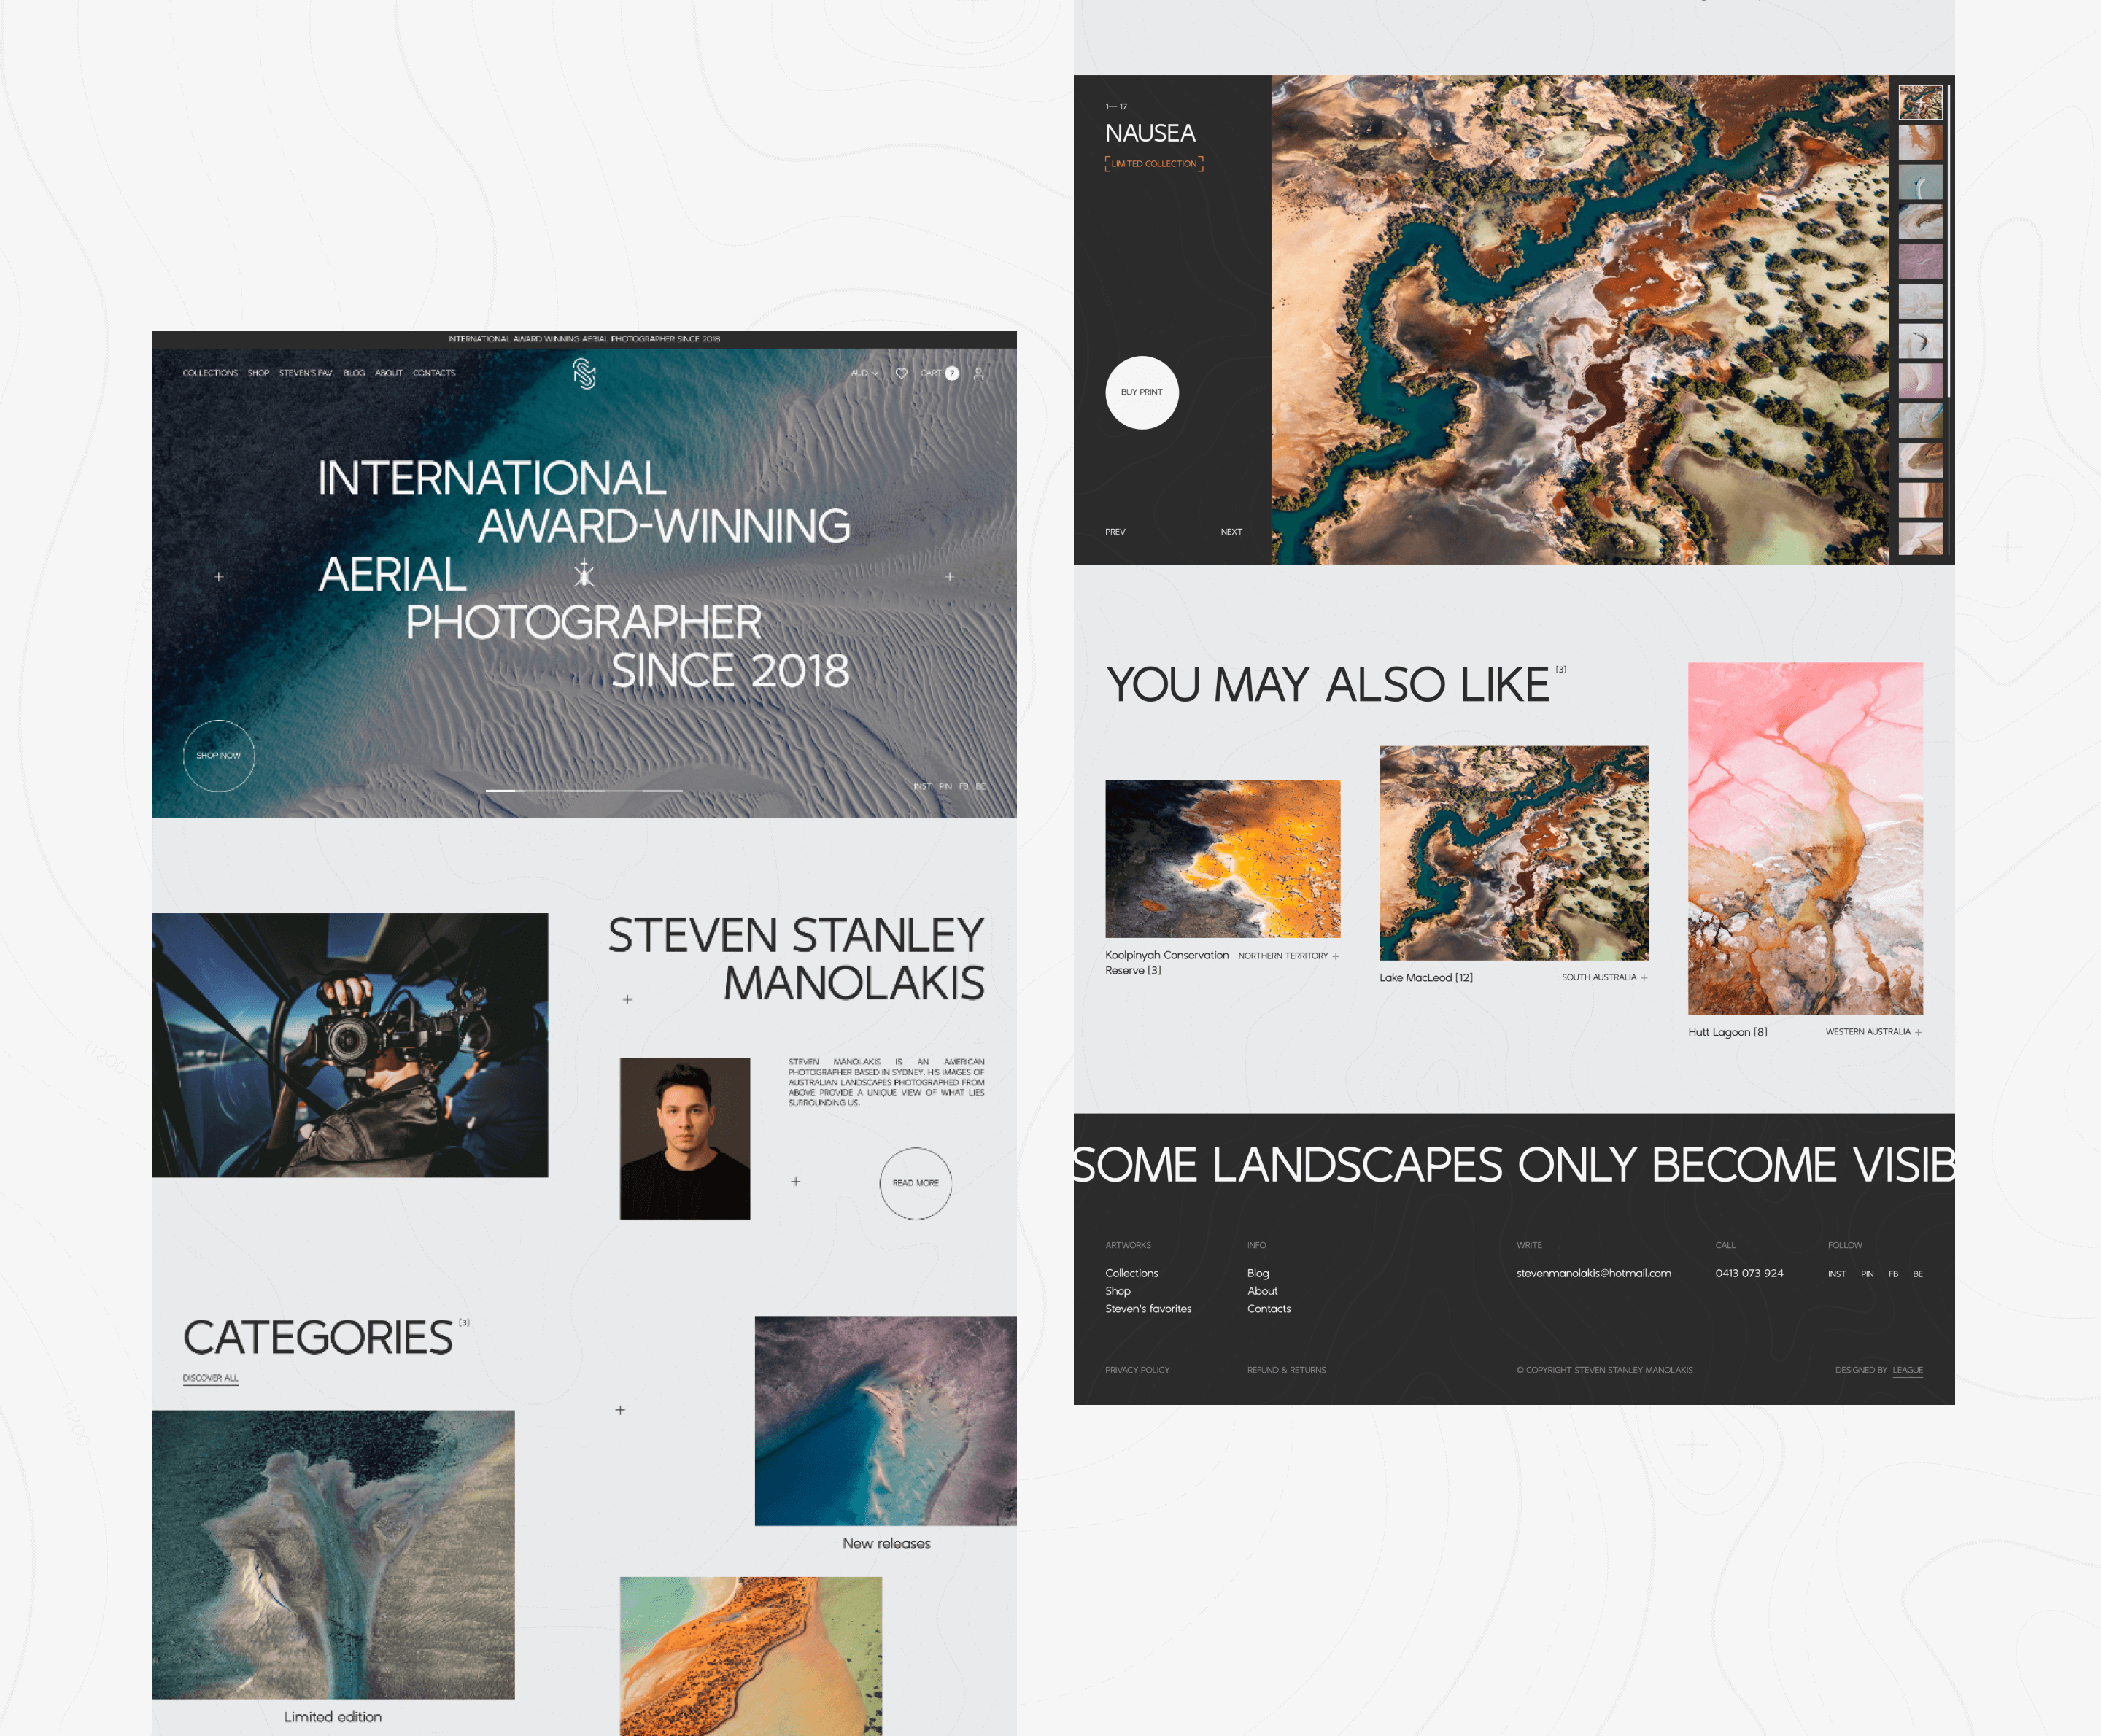 INTERNATIONAL AWARD WINNING AERIAL PHOTOGRAPHER SINCE 2018
COLLECTIONS SHOP STEVEN'S FAV BLOG ABOUT CONTACTS
AUD CART 7
INTERNATIONAL
AWARD-WINNING
AERIAL
PHOTOGRAPHER
SINCE 2018
SHOP NOW
INST PIN FB BE
STEVEN STANLEY
MANOLAKIS
STEVEN MANOLAKIS IS AN AMERICAN
PHOTOGRAPHER BASED IN SYDNEY. HIS IMAGES OF
AUSTRALIAN LANDSCAPES PHOTOGRAPHED FROM
ABOVE PROVIDE A UNIQUE VIEW OF WHAT LIES
SURROUNDING US.
READ MORE
CATEGORIES [3]
DISCOVER ALL
New releases
Limited edition
1— 17
NAUSEA
LIMITED COLLECTION
BUY PRINT
PREV NEXT
YOU MAY ALSO LIKE [3]
Koolpinyah Conservation
Reserve [3]
NORTHERN TERRITORY +
Lake MacLeod [12] SOUTH AUSTRALIA +
Hutt Lagoon [8] WESTERN AUSTRALIA +
SOME LANDSCAPES ONLY BECOME VISIB
ARTWORKS
Collections
Shop
Steven's favorites
INFO
Blog
About
Contacts
WRITE
stevenmanolakis@hotmail.com
CALL
0413 073 924
FOLLOW
INST PIN FB BE
PRIVACY POLICY REFUND & RETURNS © COPYRIGHT STEVEN STANLEY MANOLAKIS DESIGNED BY LEAGUE